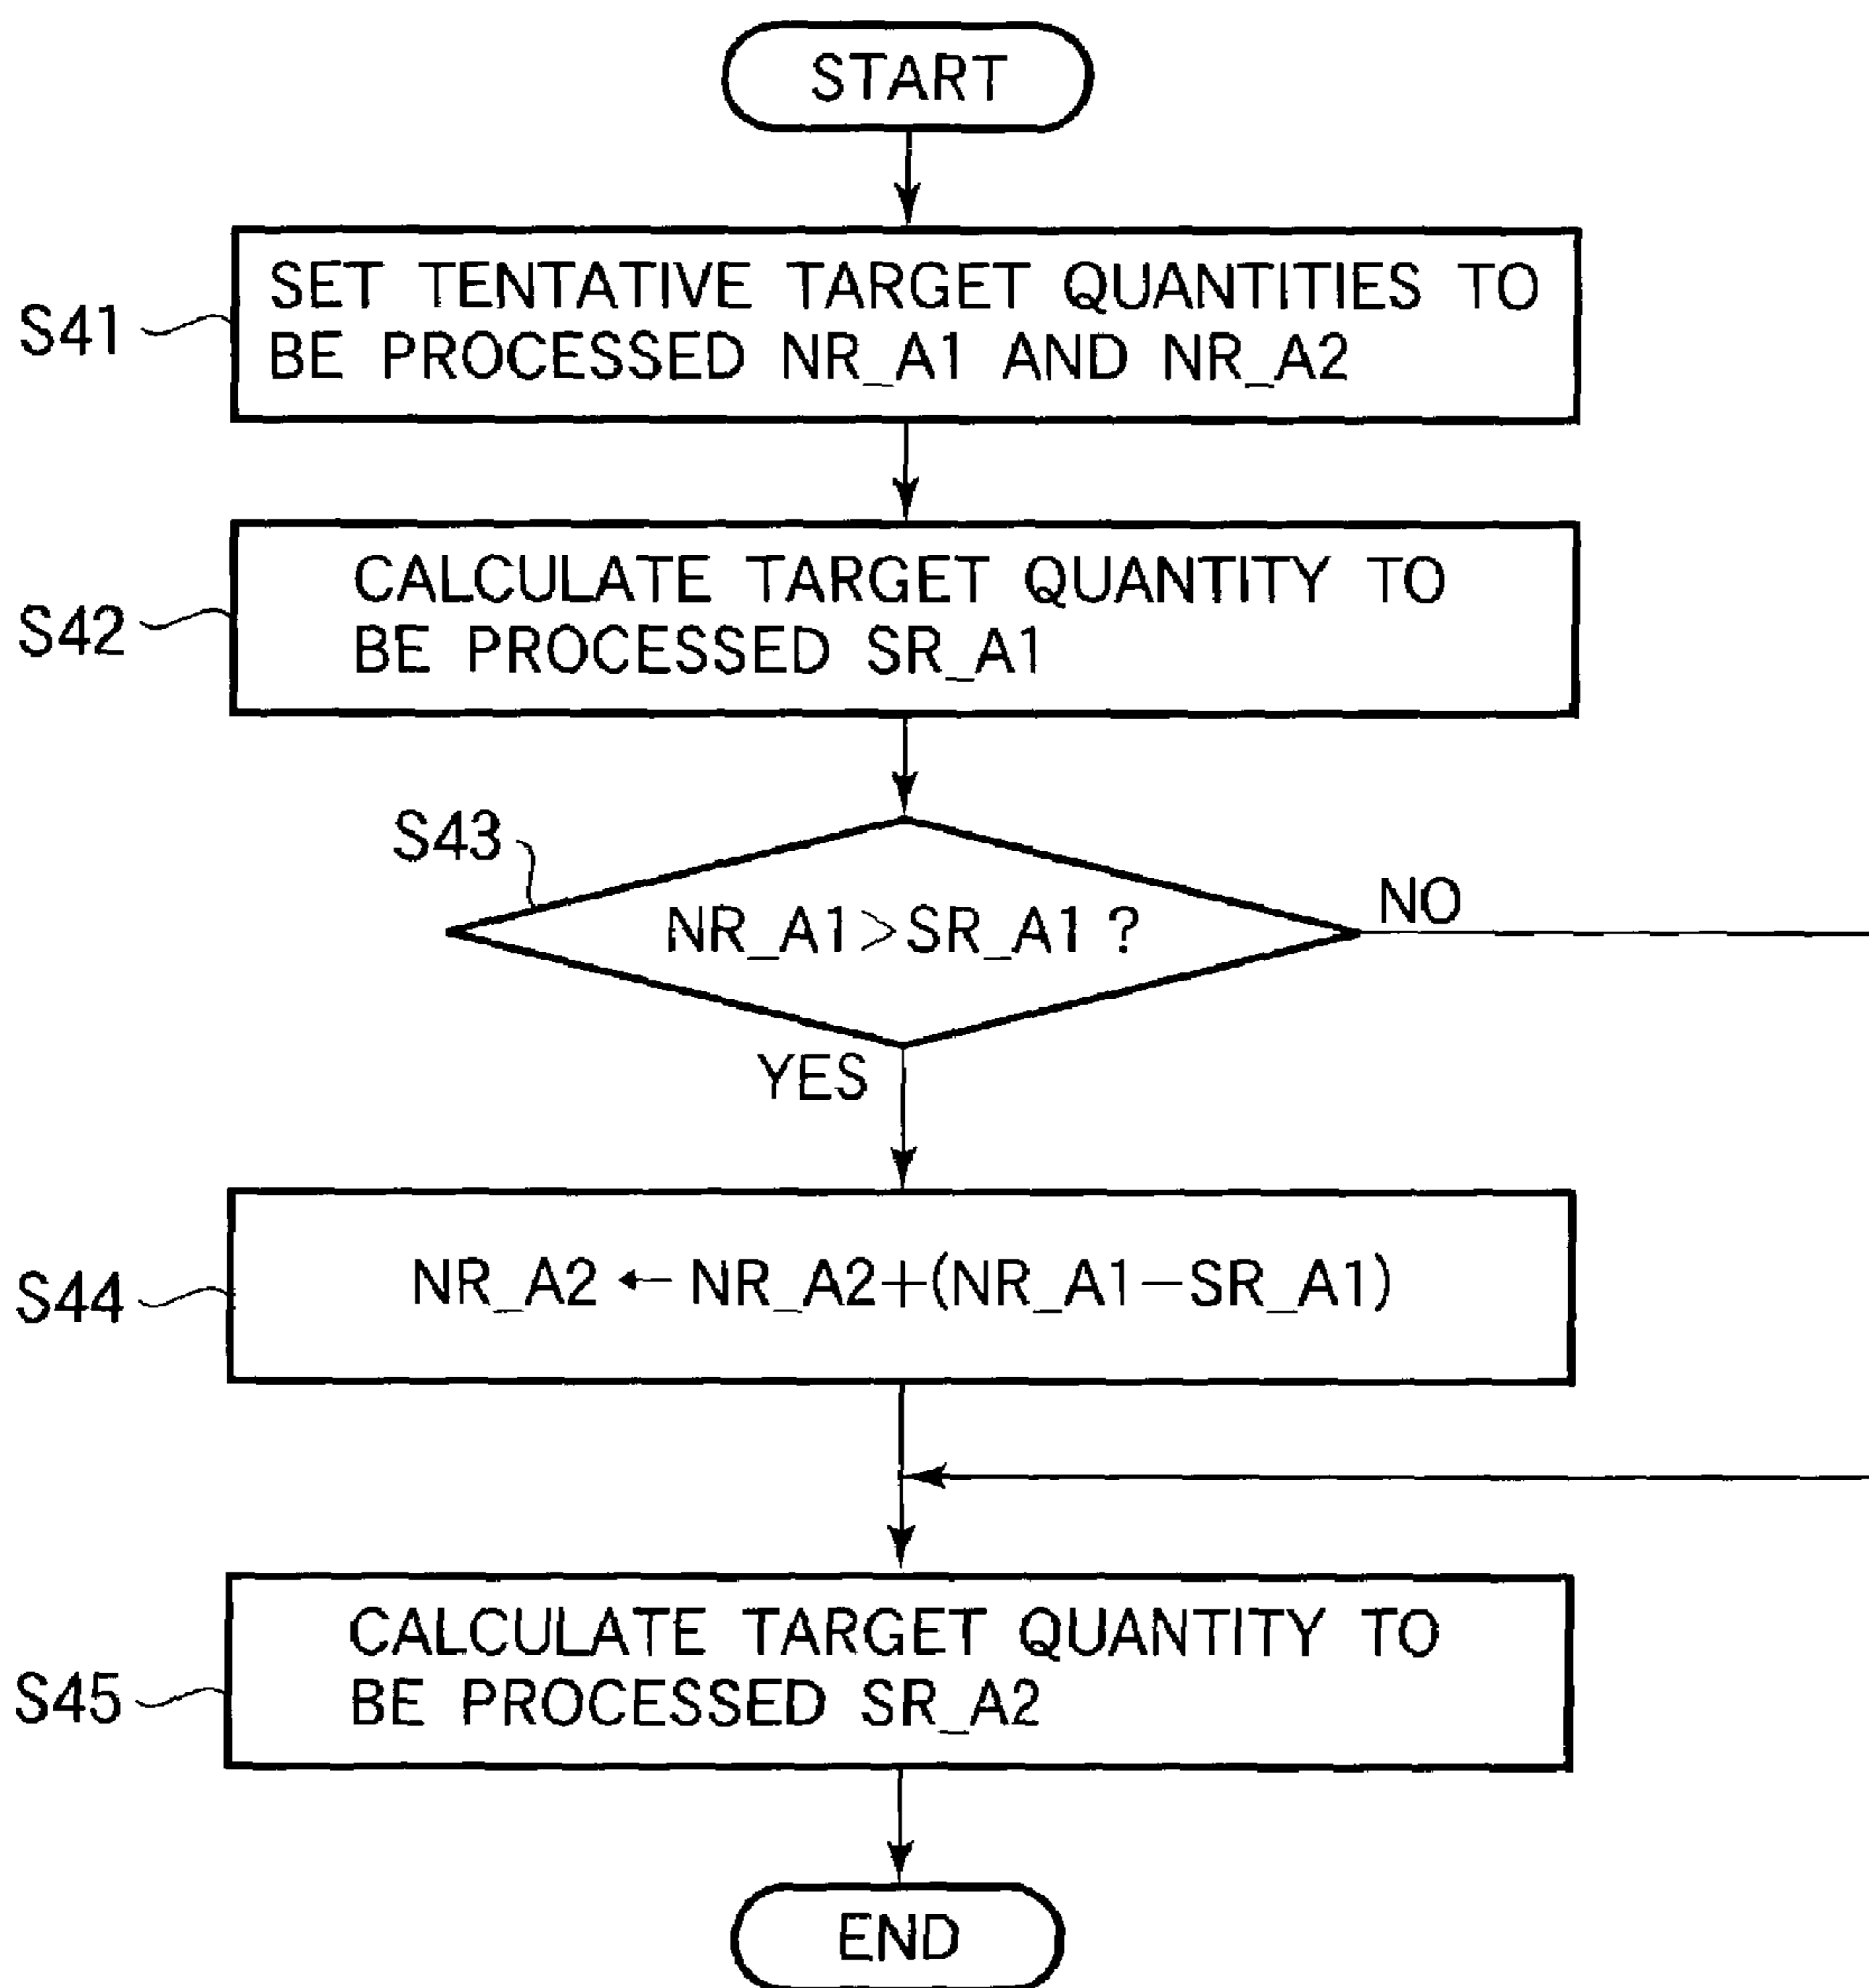 START
S41
SET TENTATIVE TARGET QUANTITIES TO
BE PROCESSED NR_A1 AND NR_A2
S42
CALCULATE TARGET QUANTITY TO
BE PROCESSED SR_A1
S43
NR_A1>SR_A1 ?
NO
YES
S44
NR_A2←NR_A2+(NR_A1−SR_A1)
S45
CALCULATE TARGET QUANTITY TO
BE PROCESSED SR_A2
END